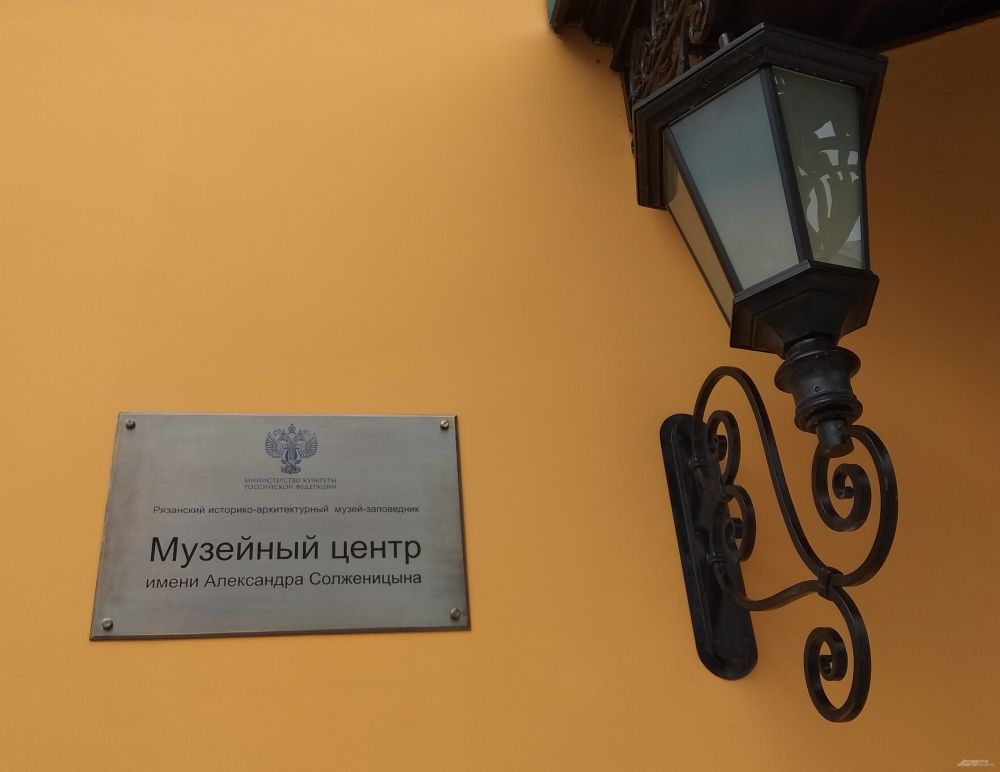 МИНИСТЕРСТВО КУЛЬТУРЫ
РОССИЙСКОЙ ФЕДЕРАЦИИ
Рязанский историко-архитектурный музей-заповедник
Музейный центр
имени Александра Солженицына